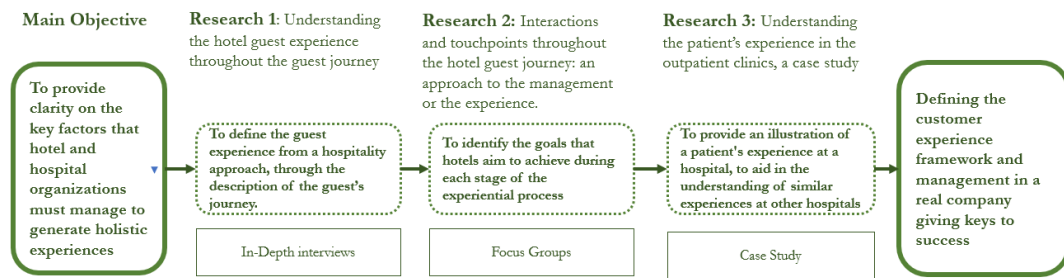 Main Objective
To provide
clarity on the
key factors that
hotel and
hospital
organizations
must manage to
generate holistic
experiences
Research 1: Understanding
the hotel guest experience
throughout the guest journey
To define the guest
experience from a hospitality
approach, through the
description of the guest's
journey.
In-Depth interviews
Research 2: Interactions
and touchpoints throughout
the hotel guest journey: an
approach to the management
or the experience.
To identify the goals that
hotels aim to achieve during
each stage of the
experiential process
Focus Groups
Research 3: Understanding
the patient's experience in the
outpatient clinics, a case study
To provide an illustration of
a patient's experience at a
hospital, to aid in the
understanding of similar
experiences at other hospitals
Case Study
Defining the
customer
experience
framework and
management in a
real company
giving keys to
success